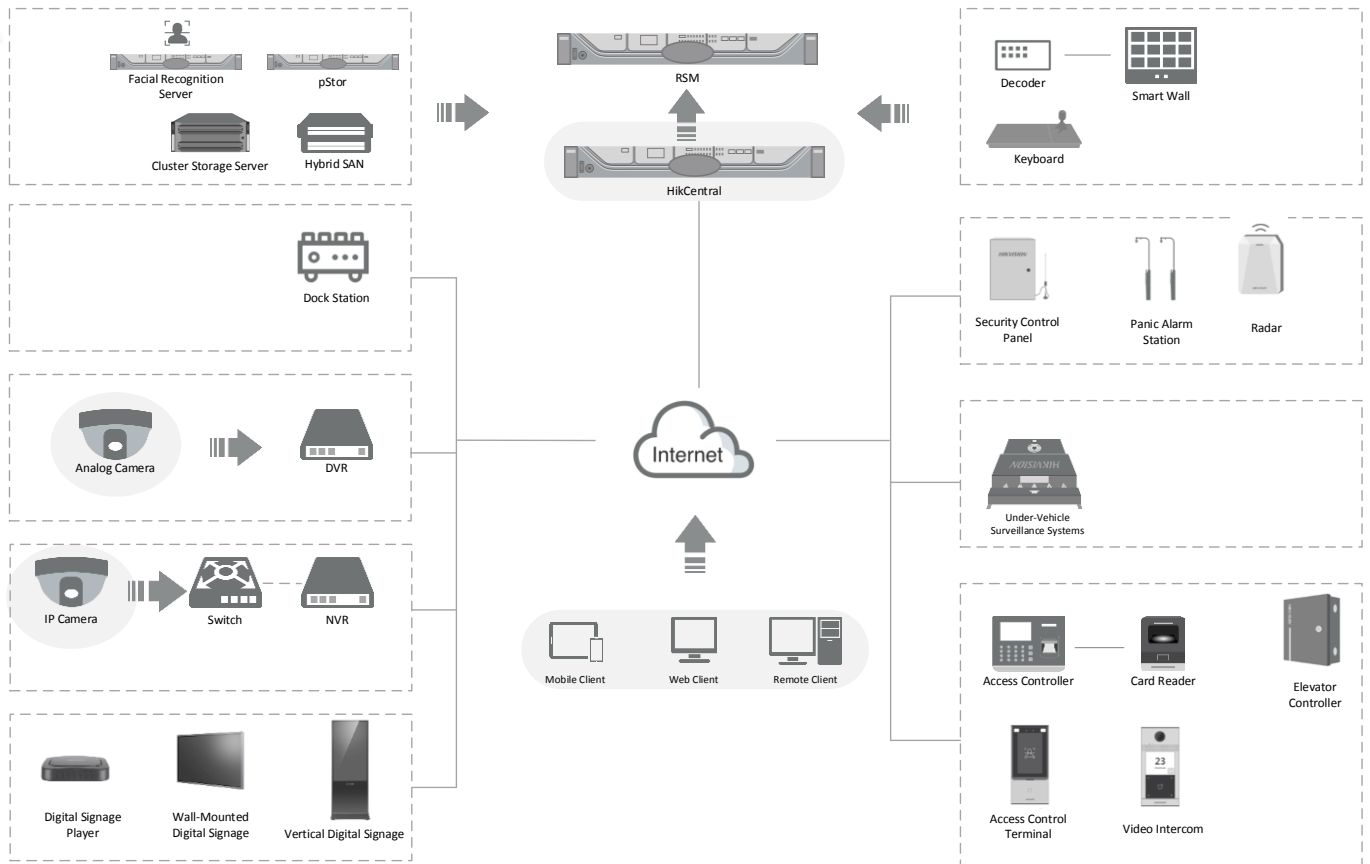 Facial Recognition
Server
pStor
Cluster Storage Server
Hybrid SAN
RSM
HikCentral
Decoder
Smart Wall
Keyboard
Dock Station
HIKVISION
Security Control
Panel
Panic Alarm
Station
Radar
Analog Camera
DVR
Internet
HIKVISION
Under-Vehicle
Surveillance Systems
IP Camera
Switch
NVR
Mobile Client
Web Client
Remote Client
Access Controller
Card Reader
Elevator
Controller
Digital Signage
Player
Wall-Mounted
Digital Signage
Vertical Digital Signage
23
Access Control
Terminal
Video Intercom